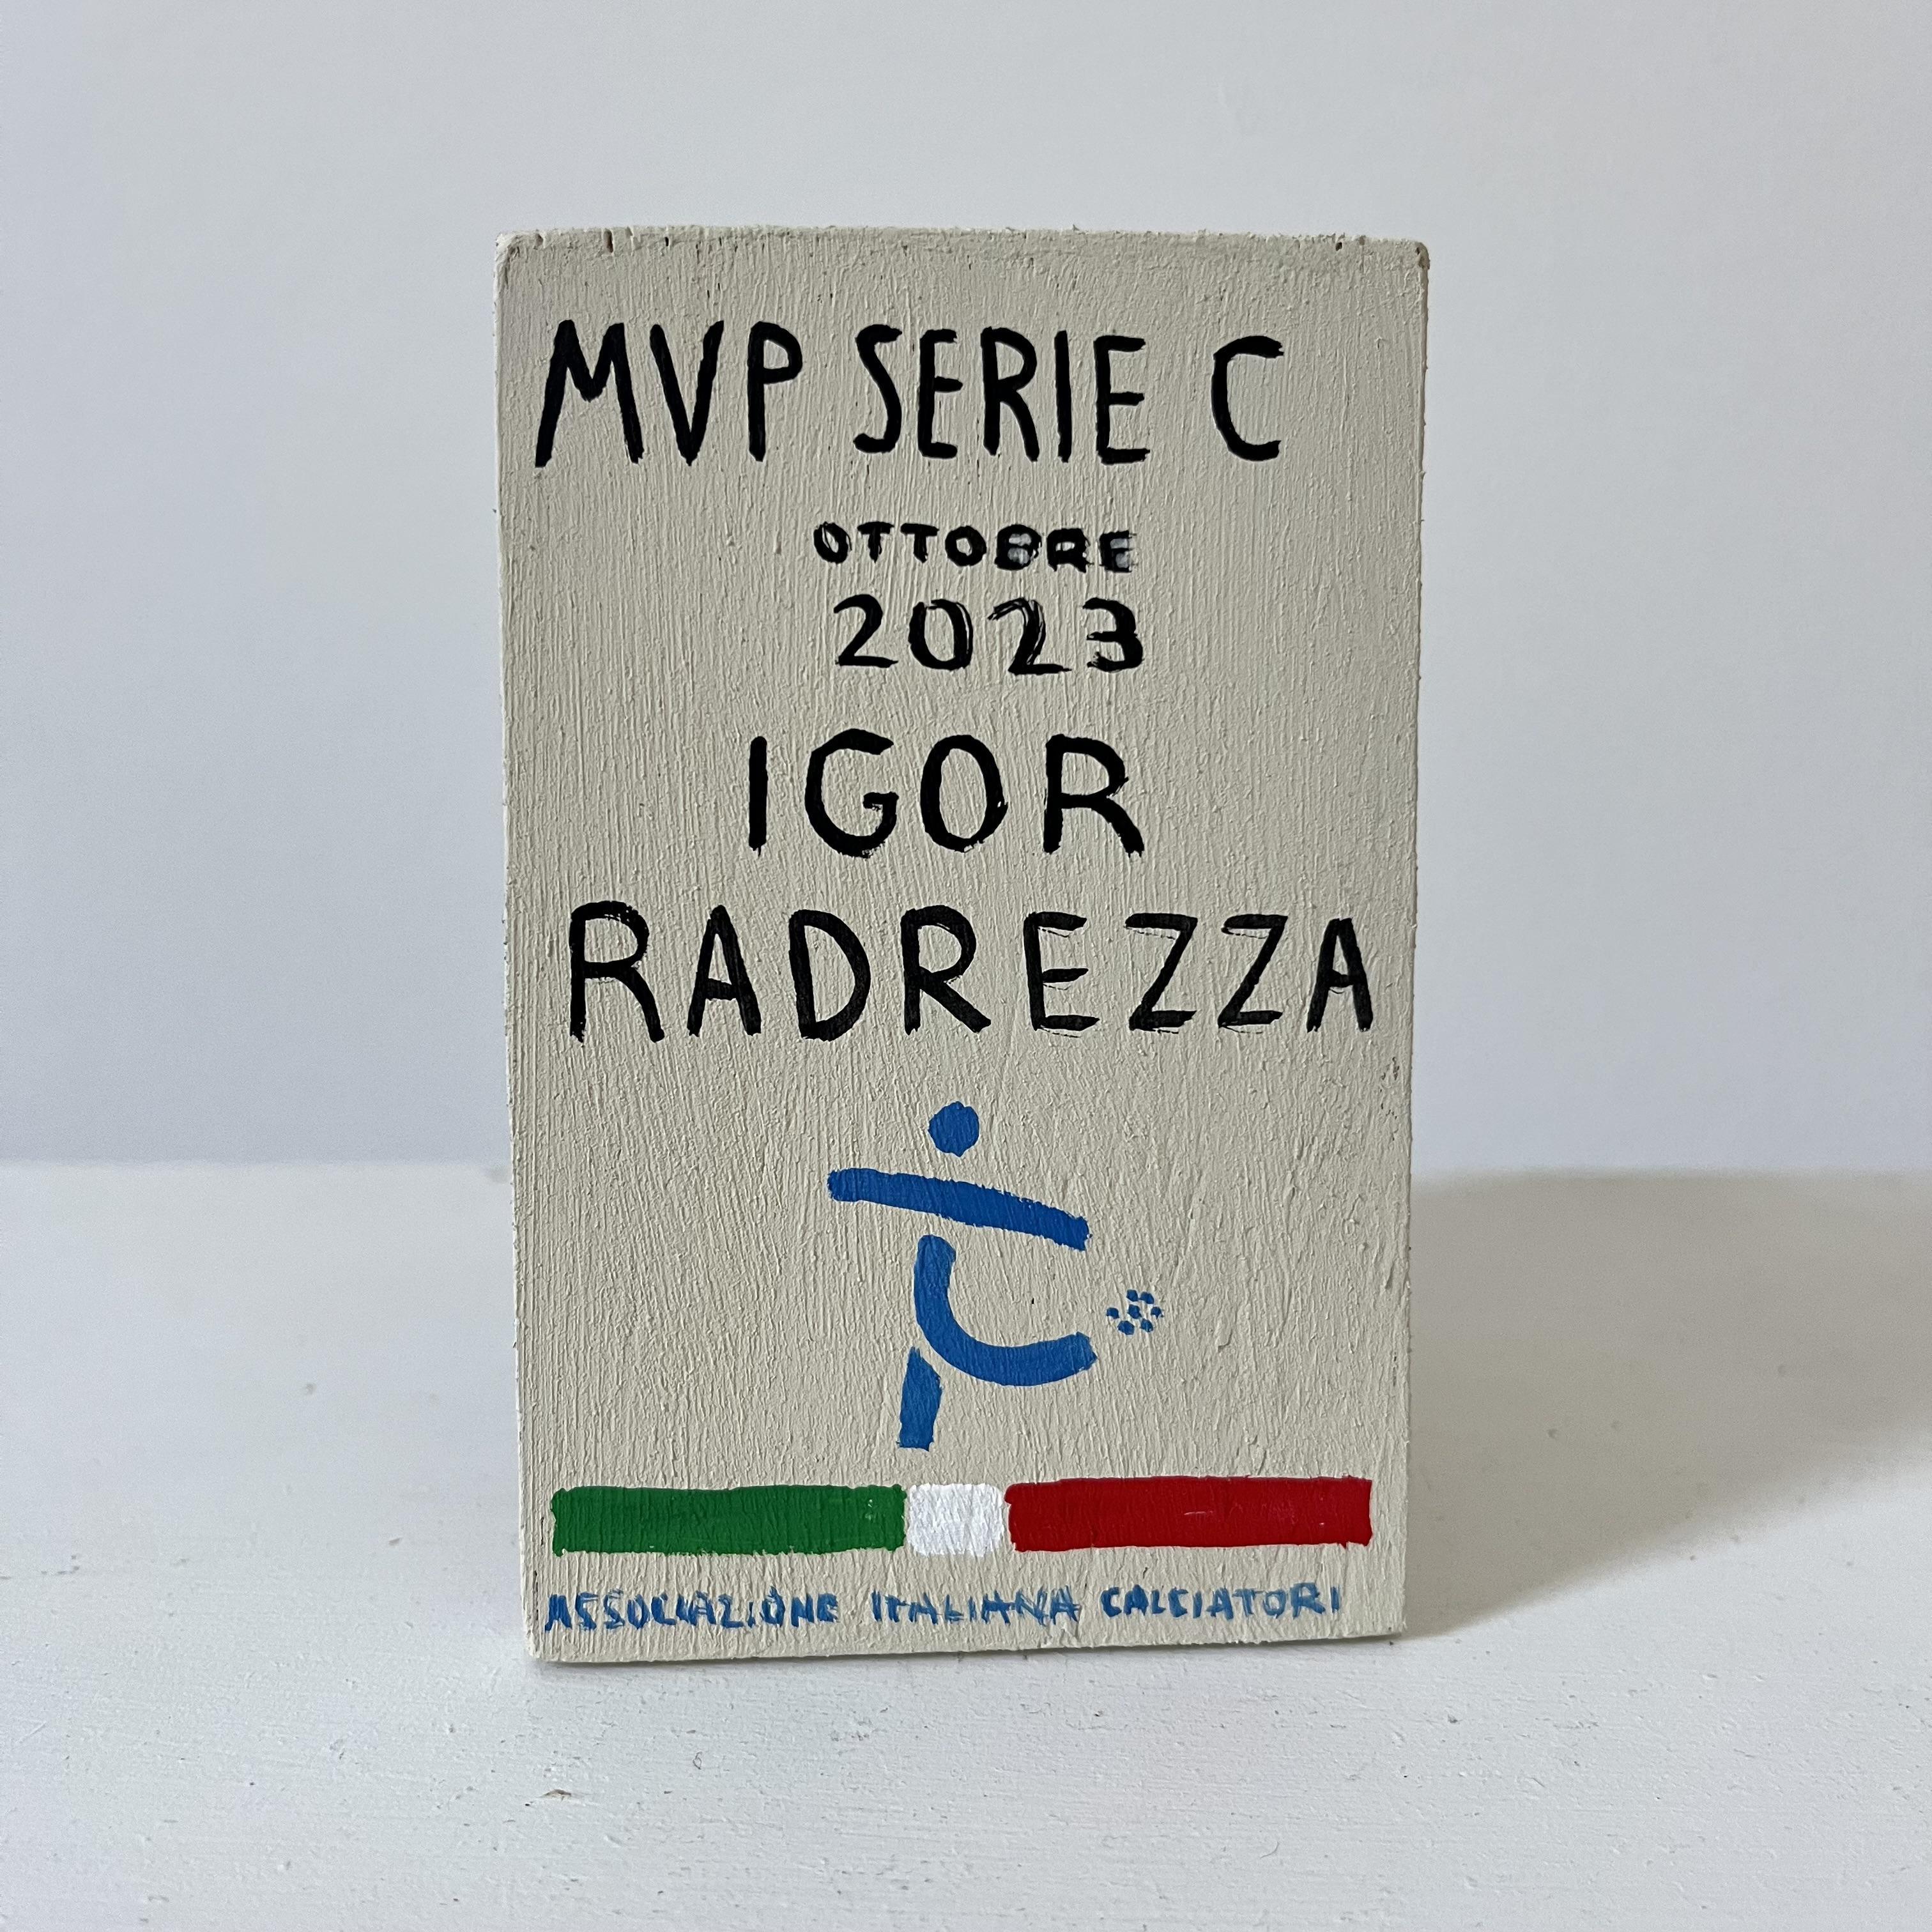 MVP SERIE C
OTTOBRE
2023
IGOR
RADREZZA
ASSOCIAZIONE ITALIANA CALCIATORI